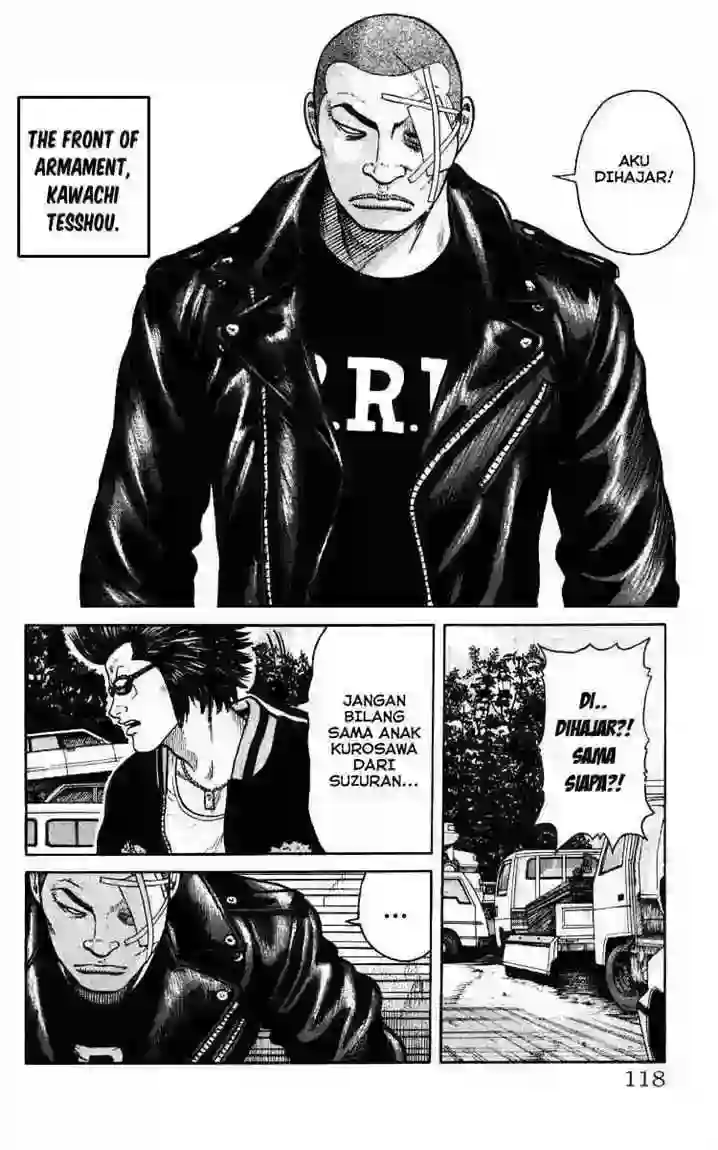 THE FRONT OF
ARMAMENT,
KAWACHI
TESSHOU.
AKU
DIHAJAR!
.R.
DI..
DIHAJAR?!
SAMA
SIAPA?!
JANGAN
BILANG
SAMA ANAK
KUROSAWA
DARI
SUZURAN...
...
118